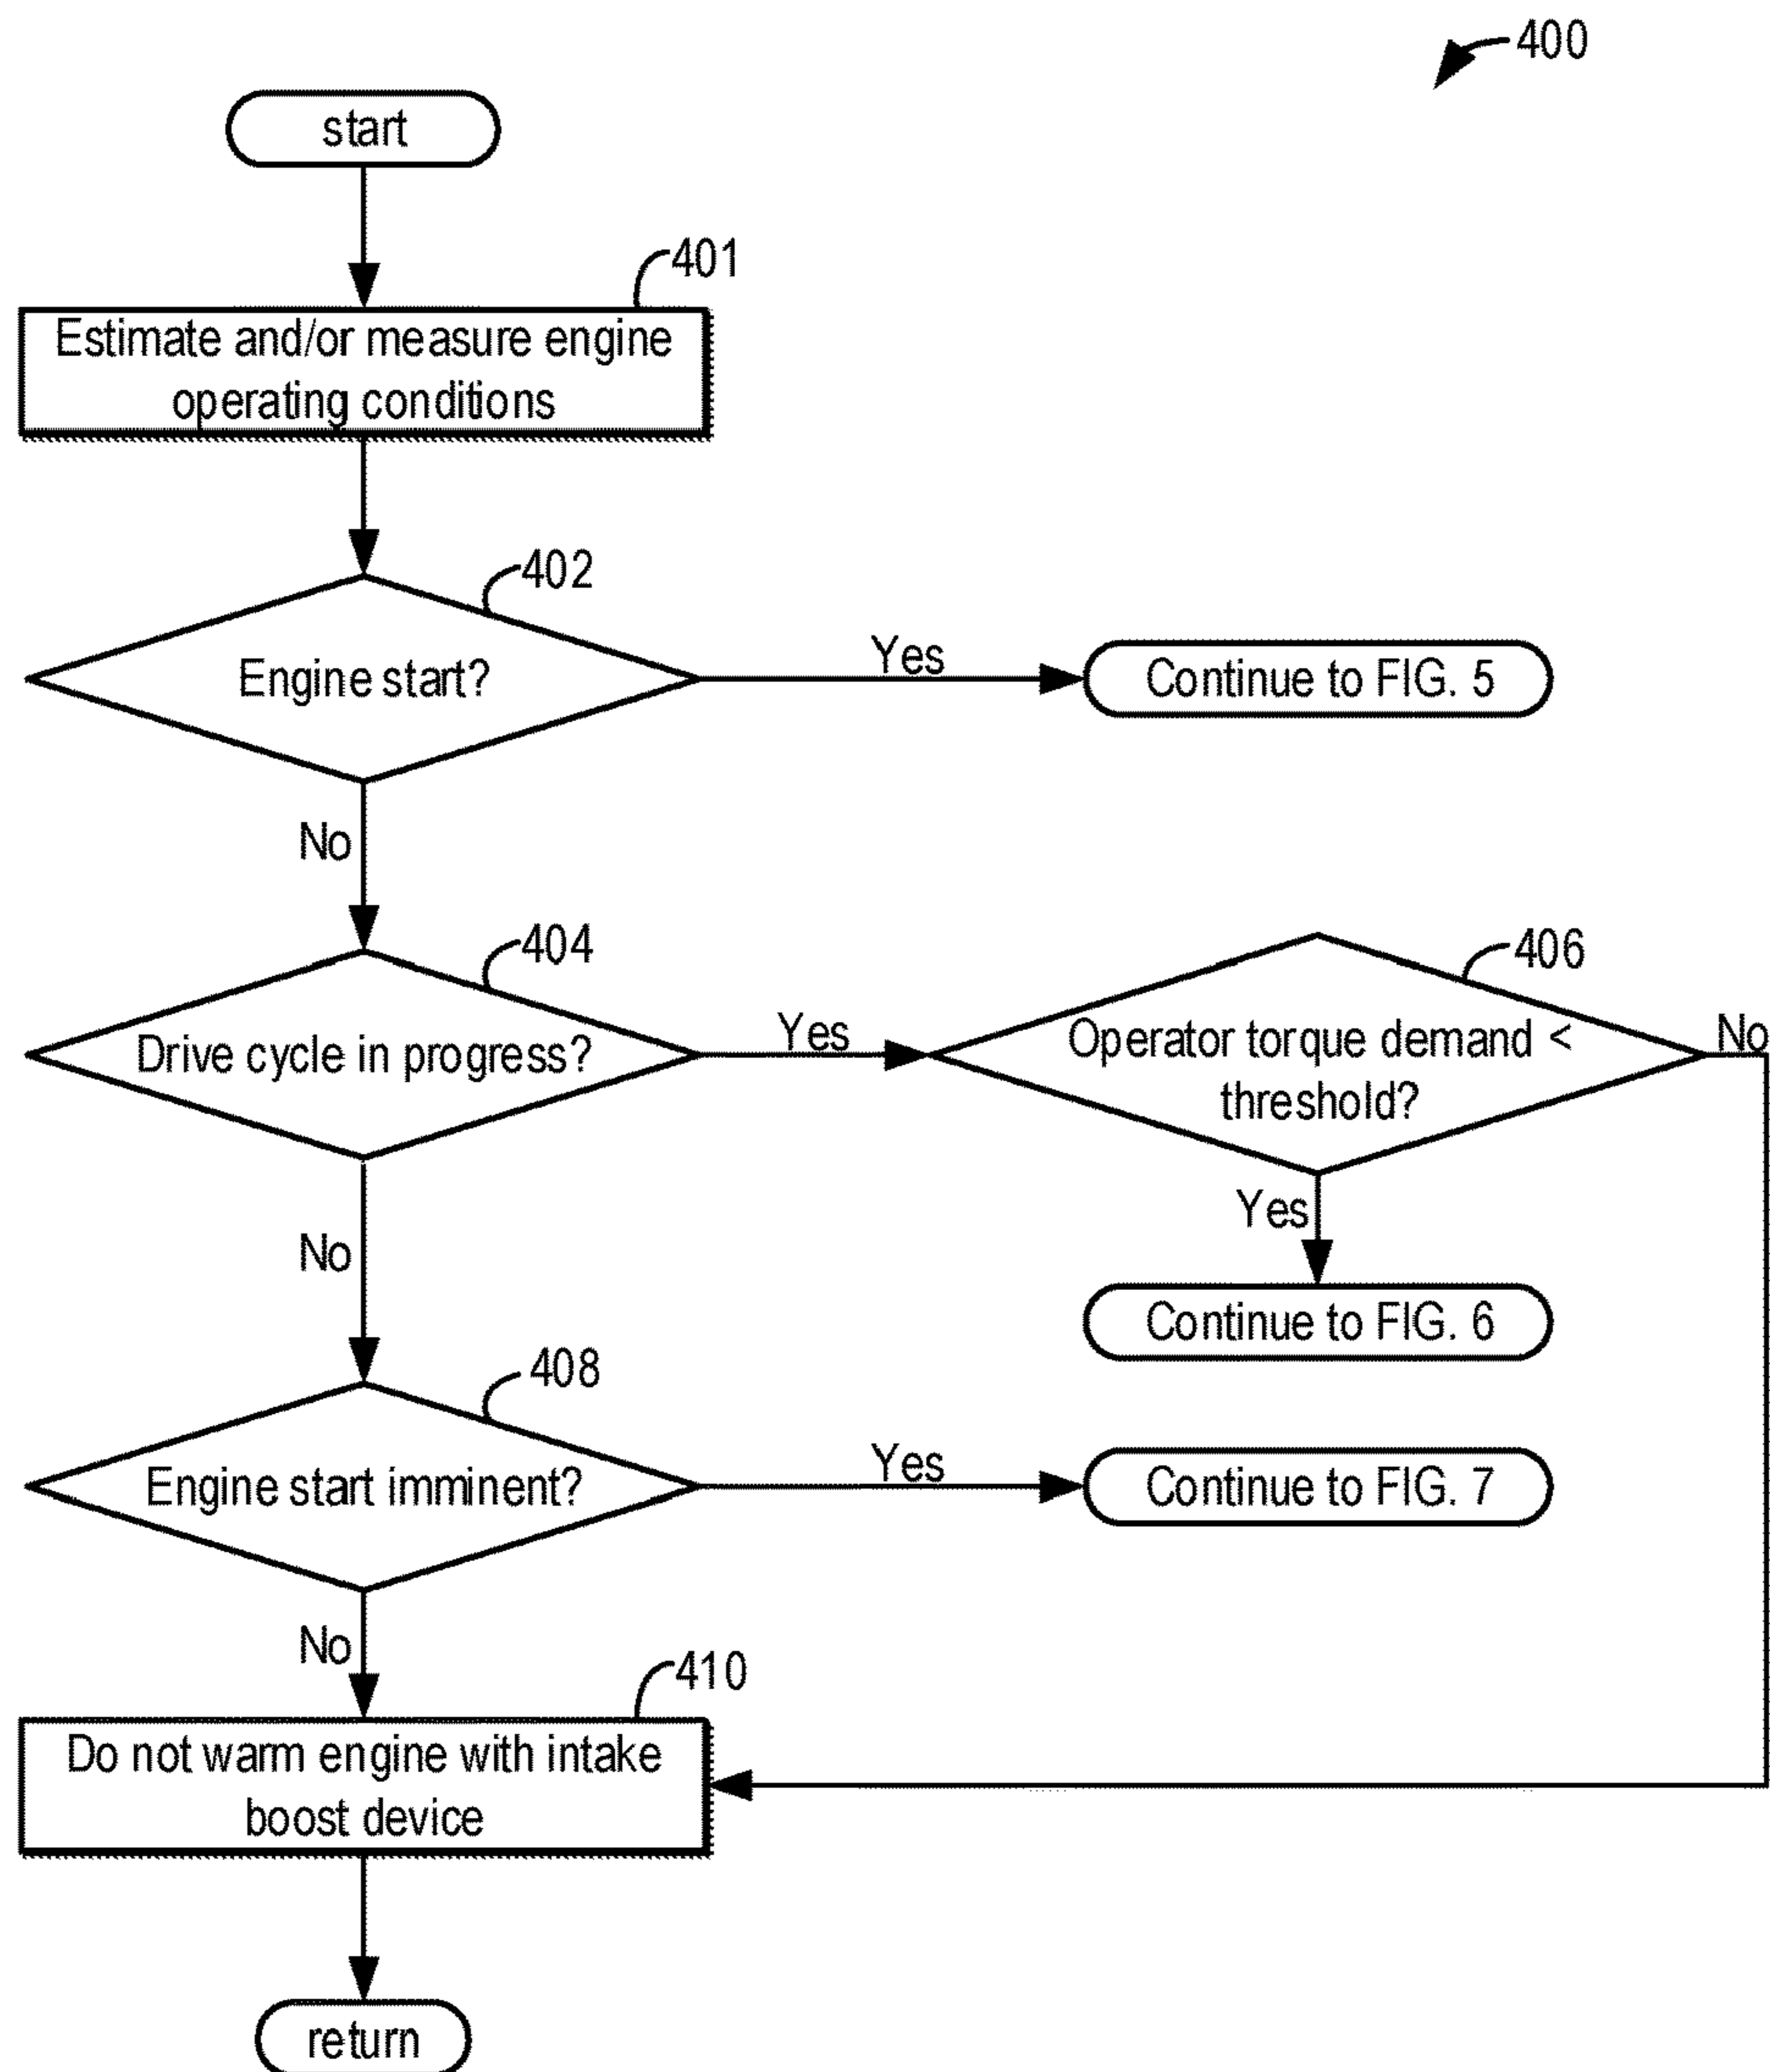 400
start
401
Estimate and/or measure engine
operating conditions
402
Engine start?
Yes
Continue to FIG. 5
No
404
Drive cycle in progress?
Yes
406
Operator torque demand <
threshold?
No
Yes
Continue to FIG. 6
No
408
Engine start imminent?
Yes
Continue to FIG. 7
No
410
Do not warm engine with intake
boost device
return